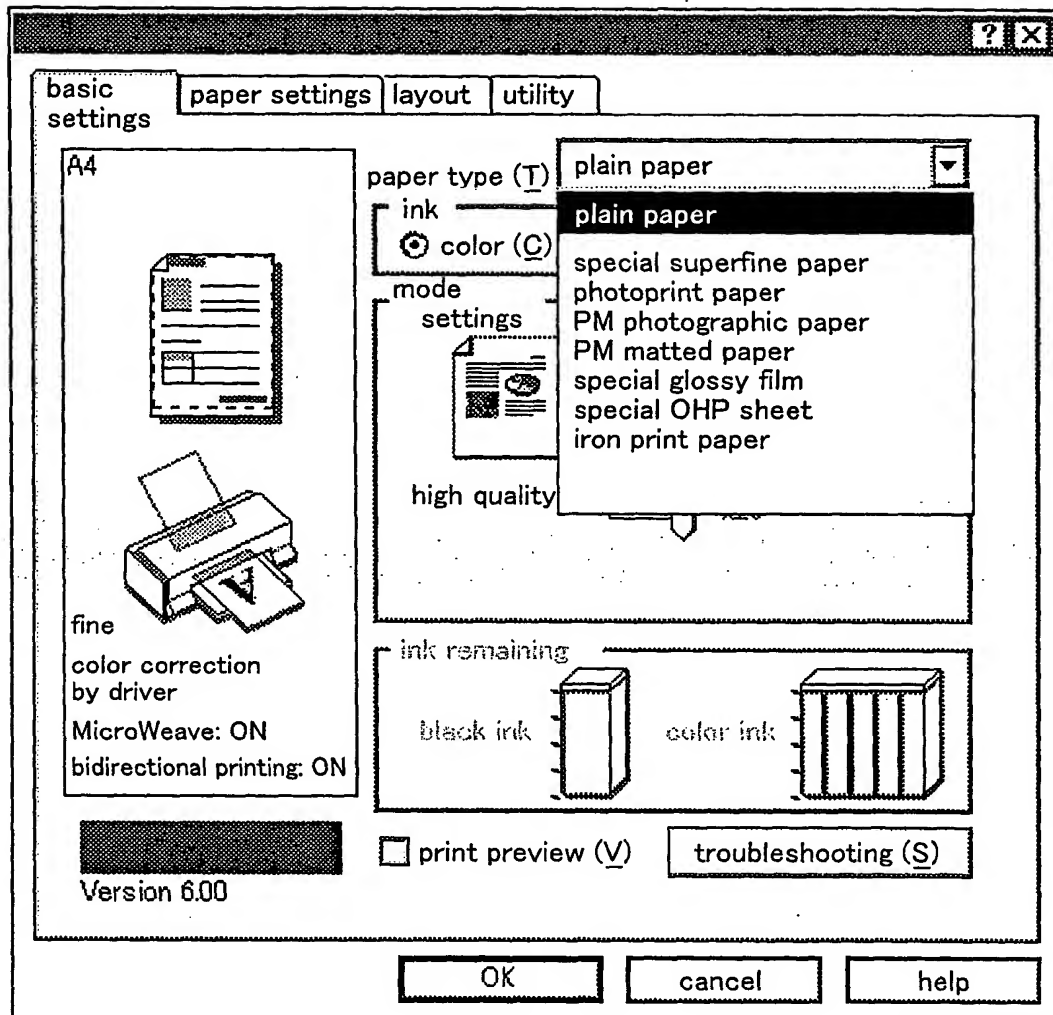 ? X
basic
settings
paper settings
layout
utility
A4
paper type (T)
plain paper
plain paper
special superfine paper
photoprint paper
PM photographic paper
PM matted paper
special glossy film
special OHP sheet
iron print paper
ink
color (C)
mode
settings
high quality
fine
color correction
by driver
MicroWeave: ON
bidirectional printing: ON
ink remaining
black ink
color ink
print preview (V)
troubleshooting (S)
Version 6.00
OK
cancel
help